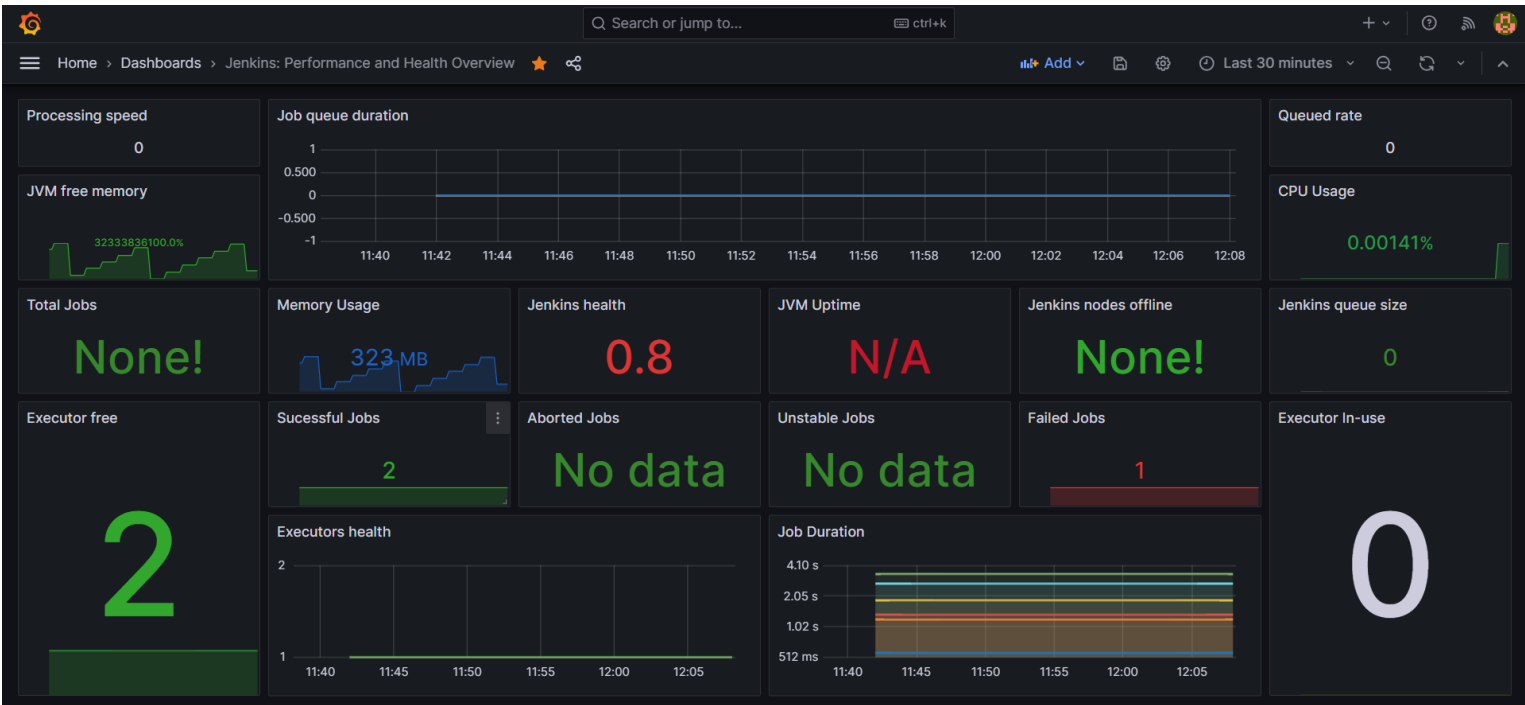 Search or jump to...
ctrl+k
Home › Dashboards › Jenkins: Performance and Health Overview
Add
Last 30 minutes
Processing speed
0
Job queue duration
1
0.500
0
-0.500
-1
11:40 11:42 11:44 11:46 11:48 11:50 11:52 11:54 11:56 11:58 12:00 12:02 12:04 12:06 12:08
Queued rate
0
JVM free memory
32333836100.0%
CPU Usage
0.00141%
Total Jobs
None!
Memory Usage
323 MB
Jenkins health
0.8
JVM Uptime
N/A
Jenkins nodes offline
None!
Jenkins queue size
0
Executor free
2
Sucessful Jobs
2
Aborted Jobs
No data
Unstable Jobs
No data
Failed Jobs
1
Executor In-use
0
Executors health
2
1
11:40 11:45 11:50 11:55 12:00 12:05
Job Duration
4.10 s
2.05 s
1.02 s
512 ms
11:40 11:45 11:50 11:55 12:00 12:05